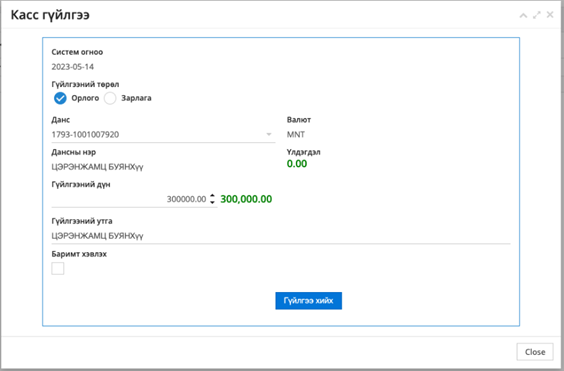 Касс гүйлгээ
Систем огноо
2023-05-14
Гүйлгээний төрөл
Орлого Зарлага
Данс Валют
1793-1001007920 MNT
Дансны нэр Үлдэгдэл
ЦЭРЭНЖАМЦ БУЯНХүү 0.00
Гүйлгээний дүн
300000.00 300,000.00
Гүйлгээний утга
ЦЭРЭНЖАМЦ БУЯНХүү
Баримт хэвлэх
Гүйлгээ хийх
Close